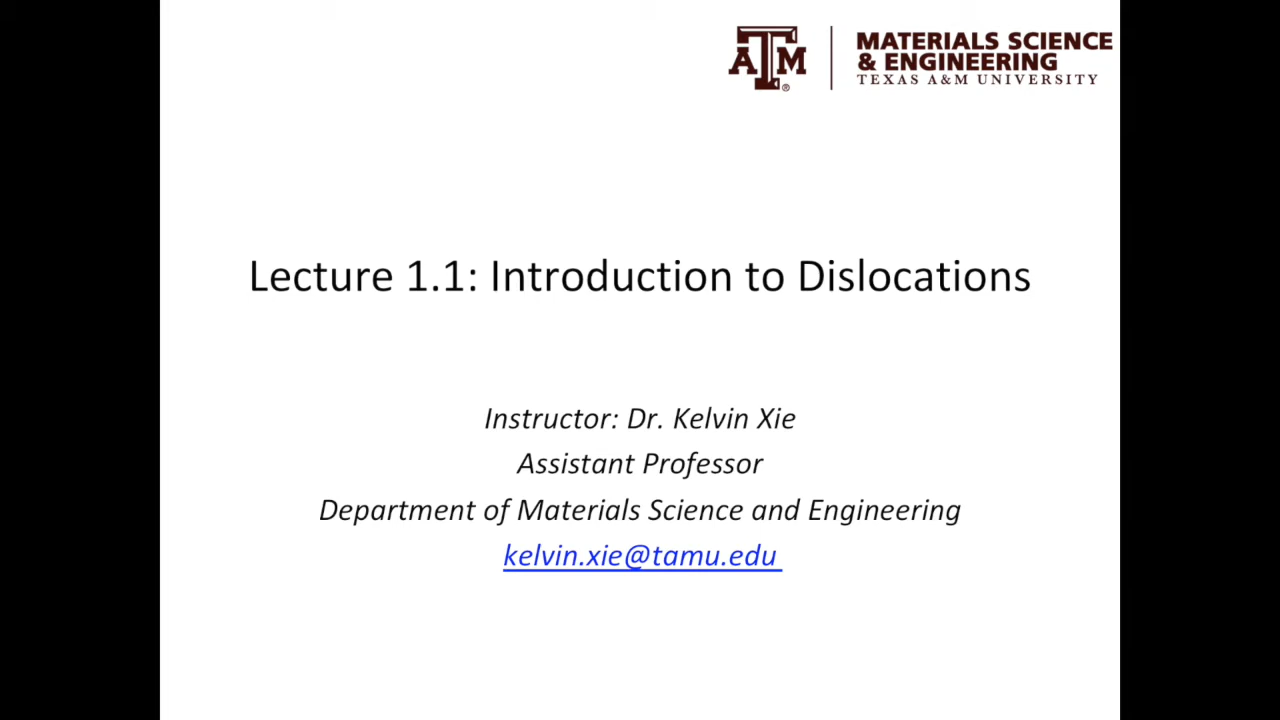 MATERIALS SCIENCE
& ENGINEERING
TEXAS A&M UNIVERSITY
ATM®
Lecture 1.1: Introduction to Dislocations
Instructor: Dr. Kelvin Xie
Assistant Professor
Department of Materials Science and Engineering
kelvin.xie@tamu.edu